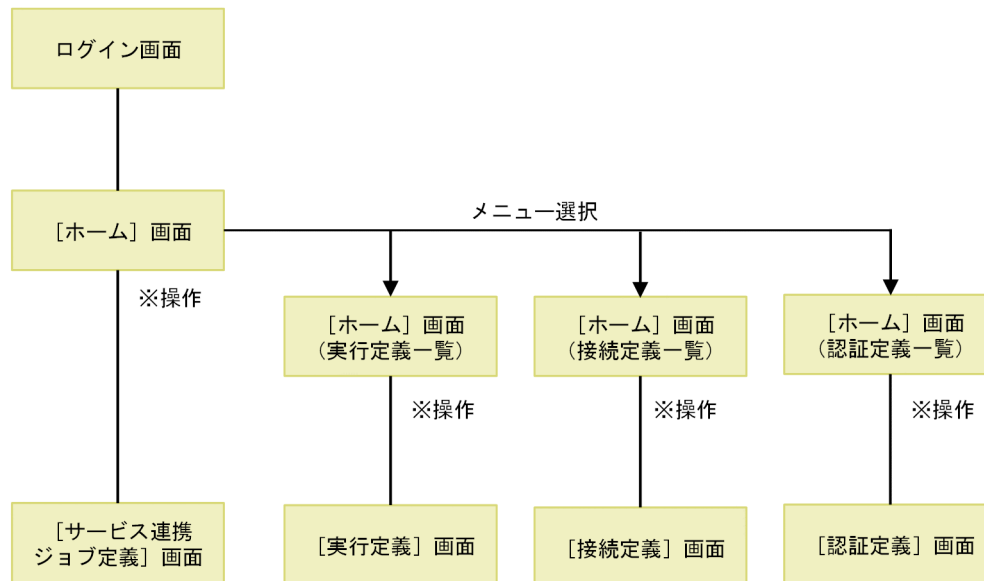 ログイン画面
メニュー選択
［ホーム］画面
※操作
［ホーム］画面
（実行定義一覧）
［ホーム］画面
（接続定義一覧）
［ホーム］画面
（認証定義一覧）
※操作
※操作
※操作
［サービス連携
ジョブ定義］画面
［実行定義］画面
［接続定義］画面
［認証定義］画面